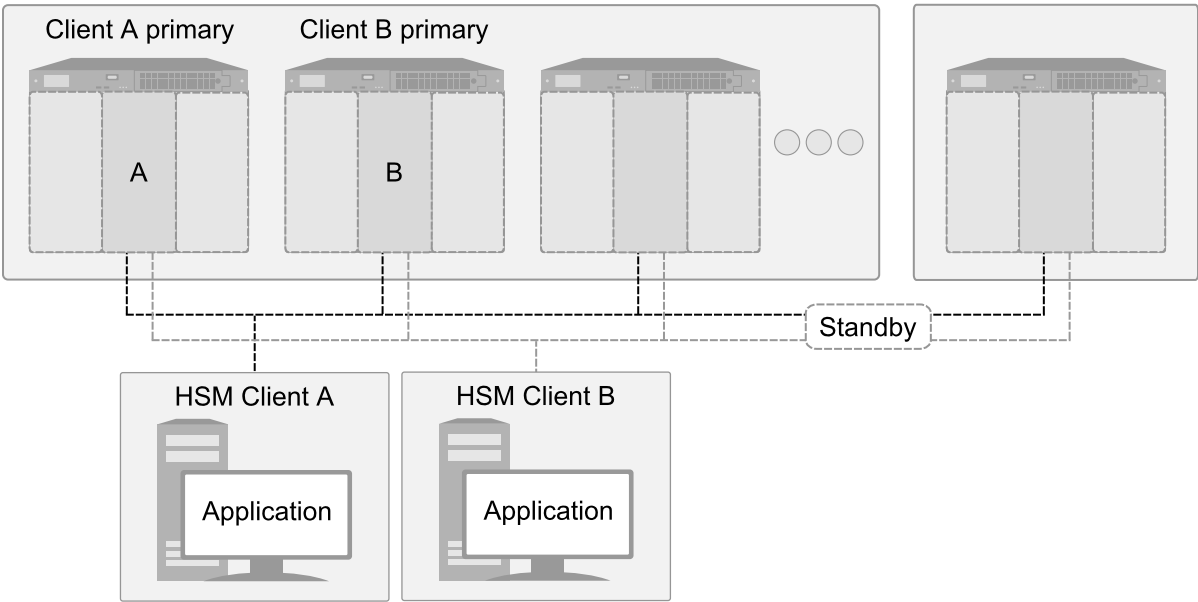 Client A primary
Client B primary
A
B
Standby
HSM Client A
HSM Client B
Application
Application